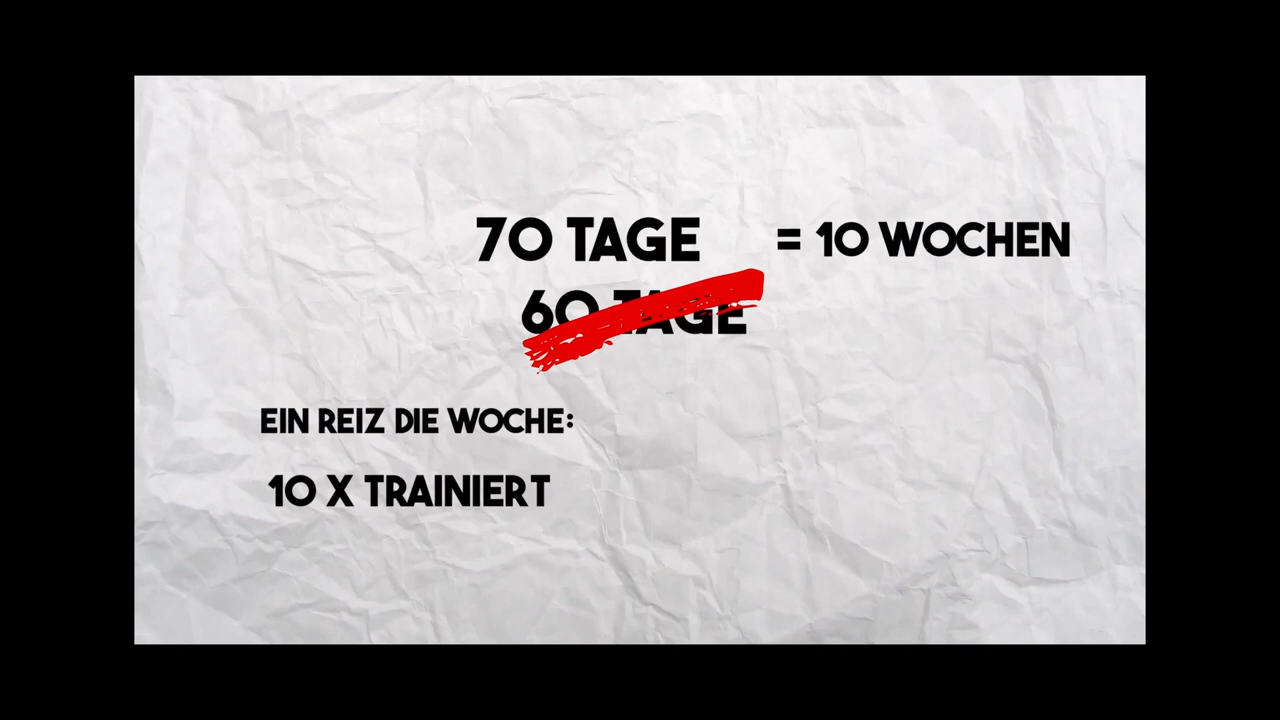 70 TAGE = 10 WOCHEN
60 TAGE
EIN REIZ DIE WOCHE:
10 X TRAINIERT